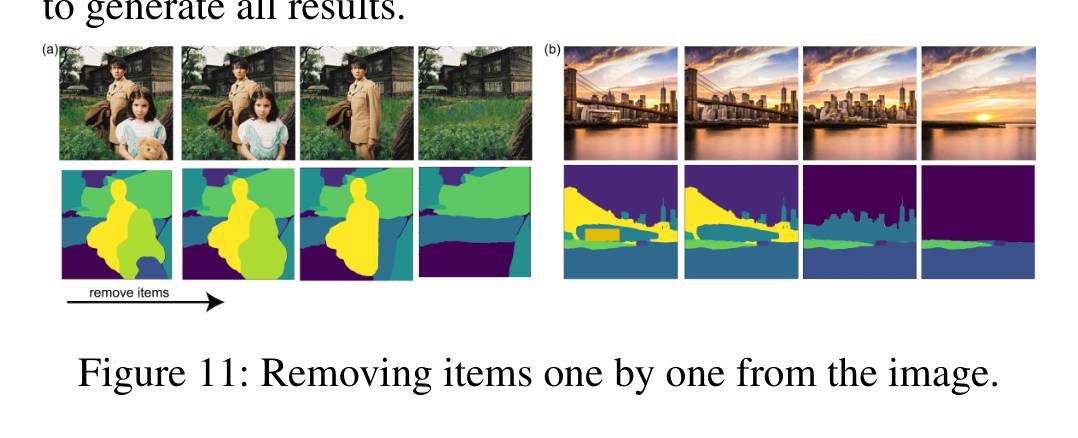 to generate all results.
(a)
(b)
remove items
Figure 11: Removing items one by one from the image.